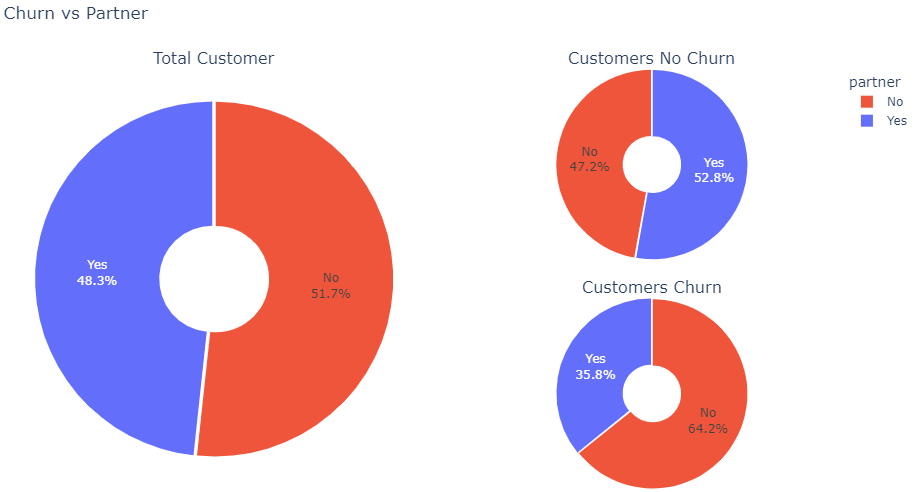 Churn vs Partner
Total Customer
Yes
48.3%
No
51.7%
Customers No Churn
No
47.2%
Yes
52.8%
Customers Churn
Yes
35.8%
No
64.2%
partner
No
Yes